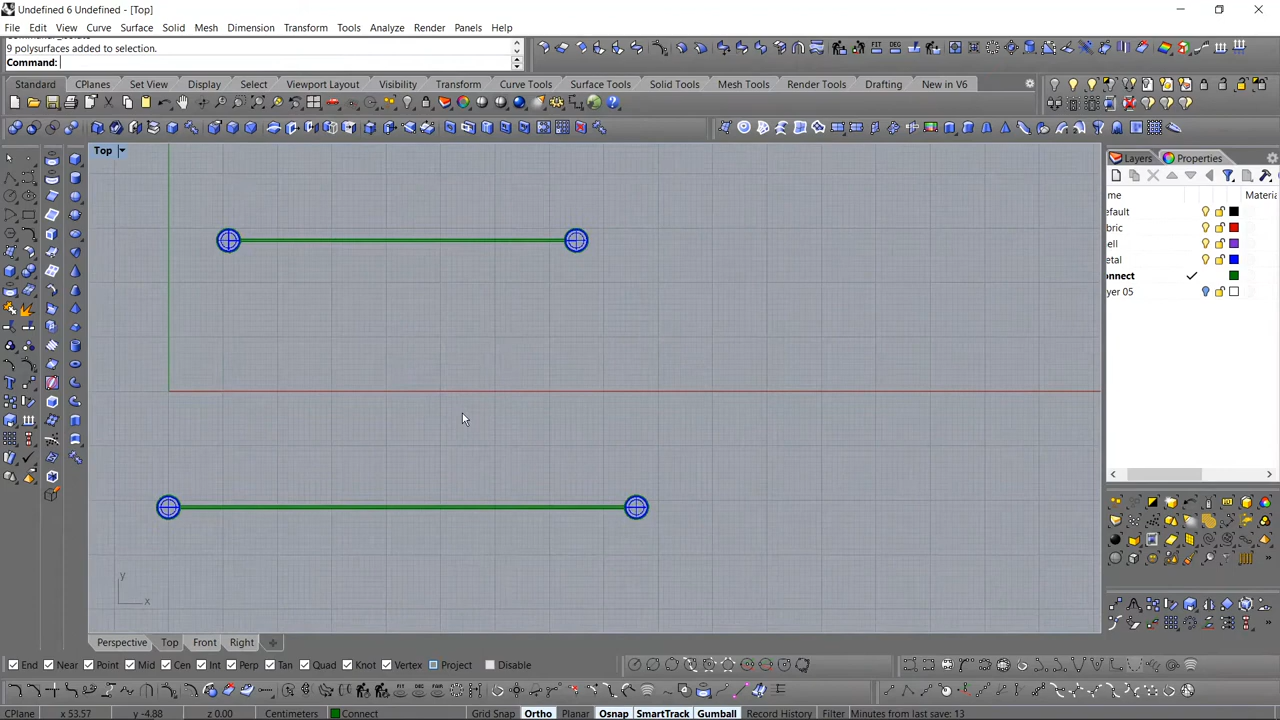 Undefined 6 Undefined - [Top]
File Edit View Curve Surface Solid Mesh Dimension Transform Tools Analyze Render Panels Help
9 polysurfaces added to selection.
Command:
Standard CPlanes Set View Display Select Viewport Layout Visibility Transform Curve Tools Surface Tools Solid Tools Mesh Tools Render Tools Drafting New in V6
Top
Layers Properties
me Materia
efault
bric
ell
etal
nnect
yer 05
y
x
Perspective Top Front Right
End Near Point Mid Cen Int Perp Tan Quad Knot Vertex Project Disable
CPlane x 53.57 y -4.88 z 0.00 Centimeters Connect Grid Snap Ortho Planar Osnap SmartTrack Gumball Record History Filter Minutes from last save: 13